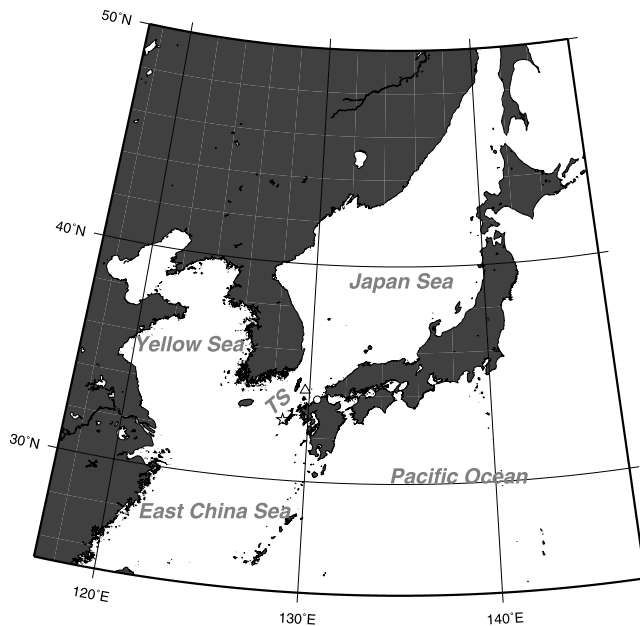 50˚N
40˚N
Japan Sea
Yellow Sea
TS
30˚N
Pacific Ocean
East China Sea
120˚E
130˚E
140˚E